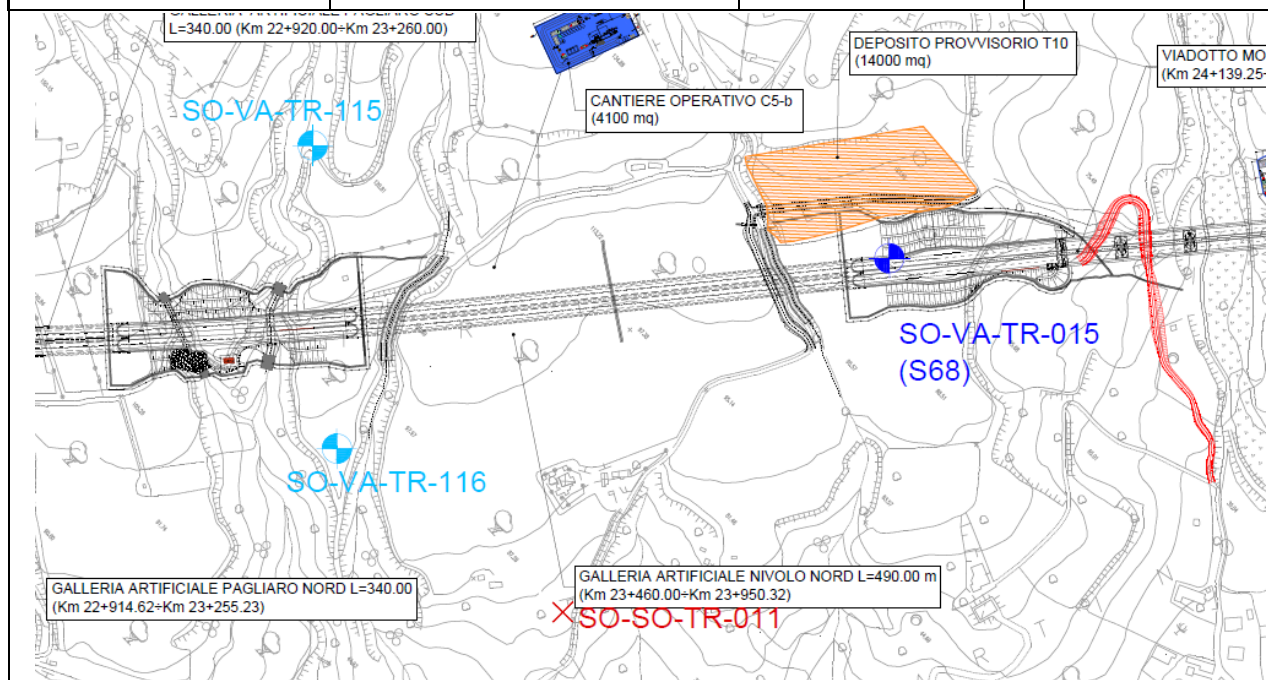 L=340.00 (Km 22+920.00÷Km 23+260.00)
DEPOSITO PROVVISORIO T10
(14000 mq)
VIADOTTO MO
(Km 24+139.25-
CANTIERE OPERATIVO C5-b
(4100 mq)
SO-VA-TR-115
SO-VA-TR-015
(S68)
SO-VA-TR-116
GALLERIA ARTIFICIALE PAGLIARO NORD L=340.00
(Km 22+914.62÷Km 23+255.23)
GALLERIA ARTIFICIALE NIVOLO NORD L=490.00 m
(Km 23+460.00÷Km 23+950.32)
SO-SO-TR-011